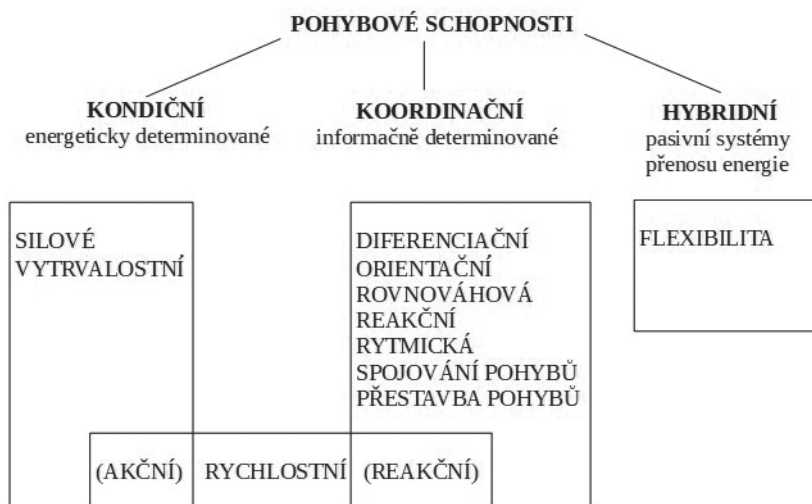 POHYBOVÉ SCHOPNOSTI
KONDIČNÍ
energeticky determinované
KOORDINAČNÍ
informačně determinované
HYBRIDNÍ
pasivní systémy
přenosu energie
SILOVÉ
VYTRVALOSTNÍ
DIFERENCIAČNÍ
ORIENTAČNÍ
ROVNOVÁHOVÁ
REAKČNÍ
RYTMICKÁ
SPOJOVÁNÍ POHYBŮ
PŘESTAVBA POHYBŮ
FLEXIBILITA
(AKČNÍ) RYCHLOSTNÍ (REAKČNÍ)